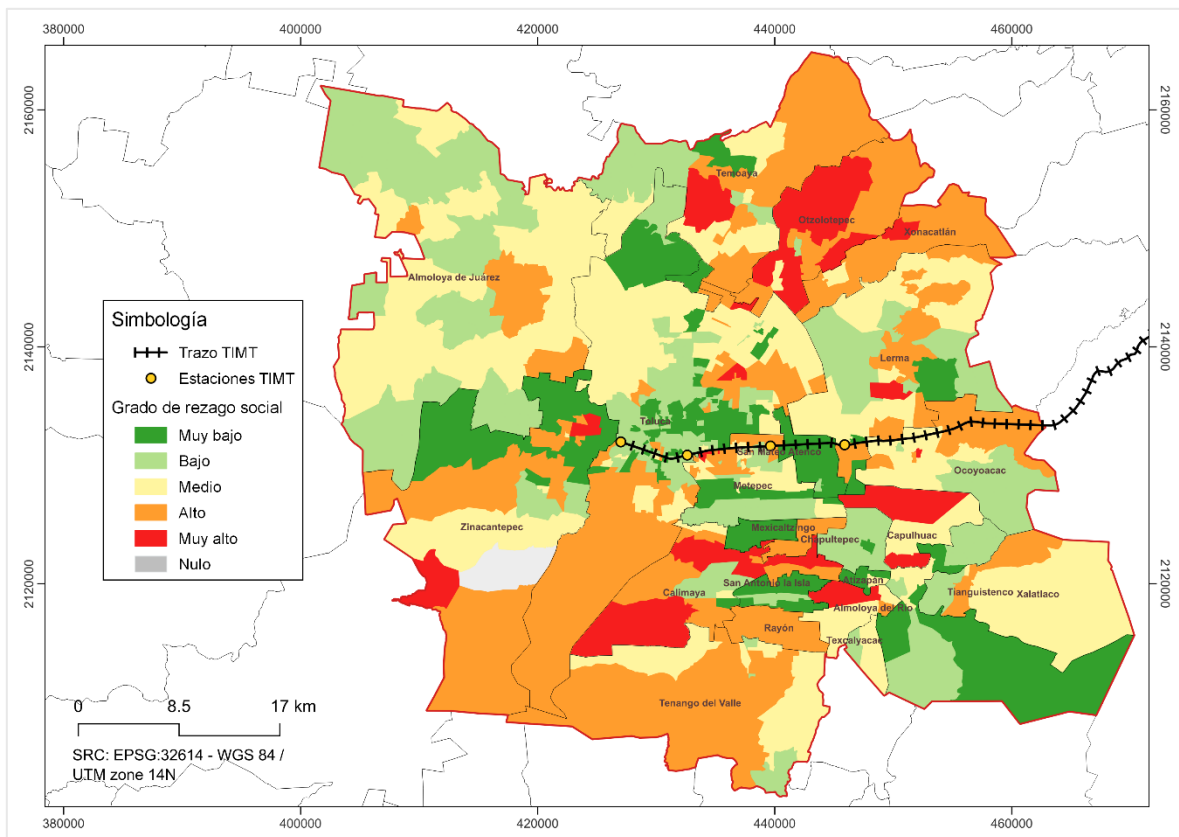 380000 400000 420000 440000 460000
2160000 2160000
Temoaya
Otzolotepec
Xonacatlán
Almoloya de Juárez
2140000 2140000
Simbología
Trazo TIMT
Estaciones TIMT
Grado de rezago social
Muy bajo
Bajo
Medio
Alto
Muy alto
Nulo
Lerma
Toluca
San Mateo Atenco
Ocoyoacac
Metepec
Zinacantepec
Mexicaltzingo
Chapultepec
Capulhuac
2120000 2120000
San Antonio la Isla
Atizapán
Calimaya
Tianguistenco
Xalatlaco
Almoloya del Río
Rayón
Texcalyacac
Tenango del Valle
0 8.5 17 km
SRC: EPSG:32614 - WGS 84 /
UTM zone 14N
380000 400000 420000 440000 460000